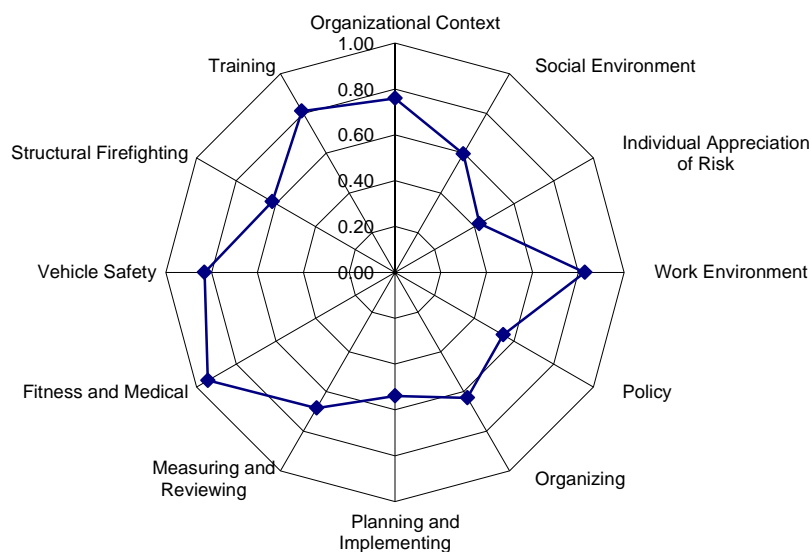 Organizational Context
1.00
Training
Social Environment
0.80
Structural Firefighting
0.60
Individual Appreciation
of Risk
0.40
0.20
Vehicle Safety
0.00
Work Environment
Fitness and Medical
Policy
Measuring and
Reviewing
Organizing
Planning and
Implementing